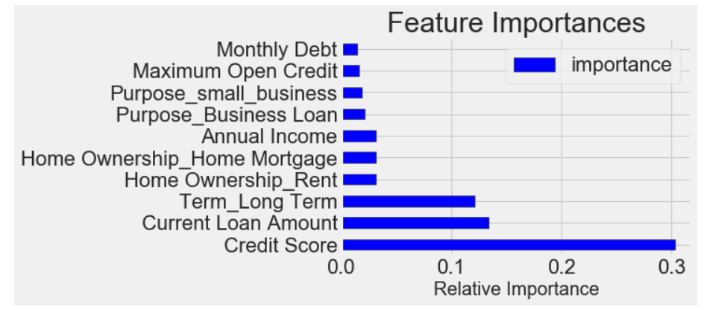 Feature Importances
importance
Monthly Debt
Maximum Open Credit
Purpose_small_business
Purpose_Business Loan
Annual Income
Home Ownership_Home Mortgage
Home Ownership_Rent
Term_Long Term
Current Loan Amount
Credit Score
0.0 0.1 0.2 0.3
Relative Importance